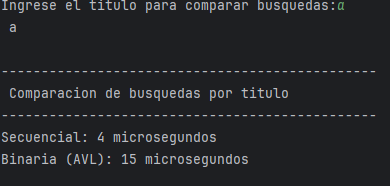 Ingrese el titulo para comparar busquedas:a
a
-----------------------------------------------
Comparacion de busquedas por titulo
-----------------------------------------------
Secuencial: 4 microsegundos
Binaria (AVL): 15 microsegundos